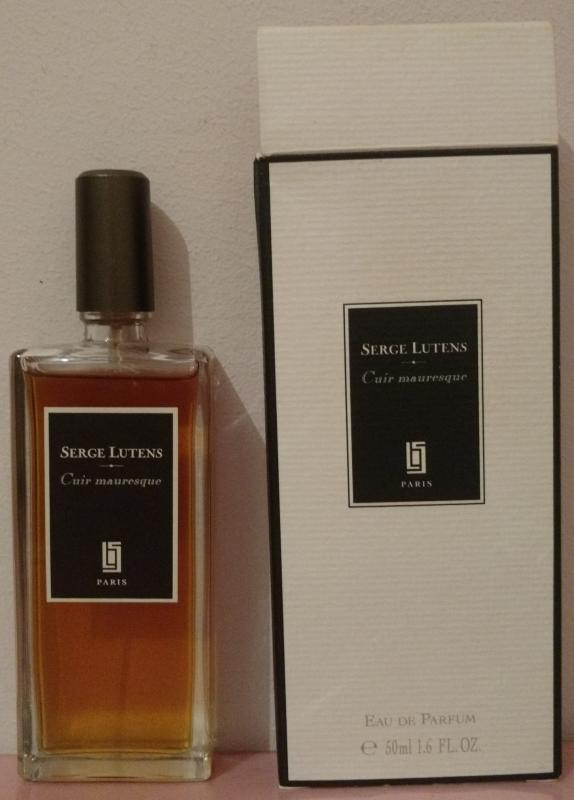 SERGE LUTENS
Cuir mauresque
PARIS
SERGE LUTENS
Cuir mauresque
PARIS
EAU DE PARFUM
℮ 50ml 1.6 FL.OZ.